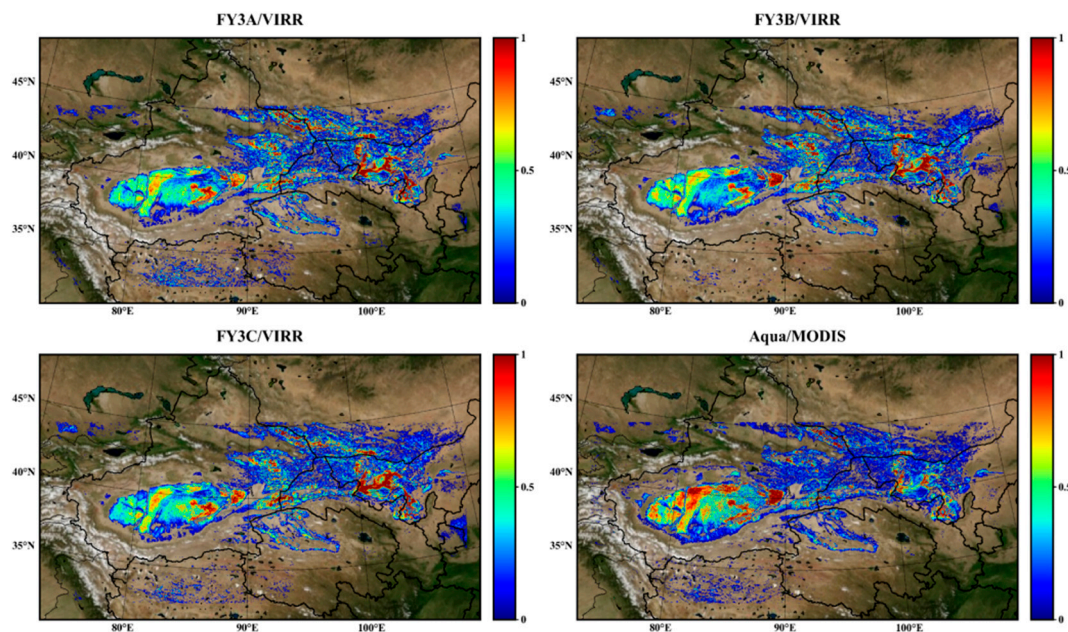 FY3A/VIRR
FY3B/VIRR
45°N
40°N
35°N
80°E
90°E
100°E
1
0.5
0
45°N
40°N
35°N
80°E
90°E
100°E
1
0.5
0
FY3C/VIRR
Aqua/MODIS
45°N
40°N
35°N
80°E
90°E
100°E
1
0.5
0
45°N
40°N
35°N
80°E
90°E
100°E
1
0.5
0